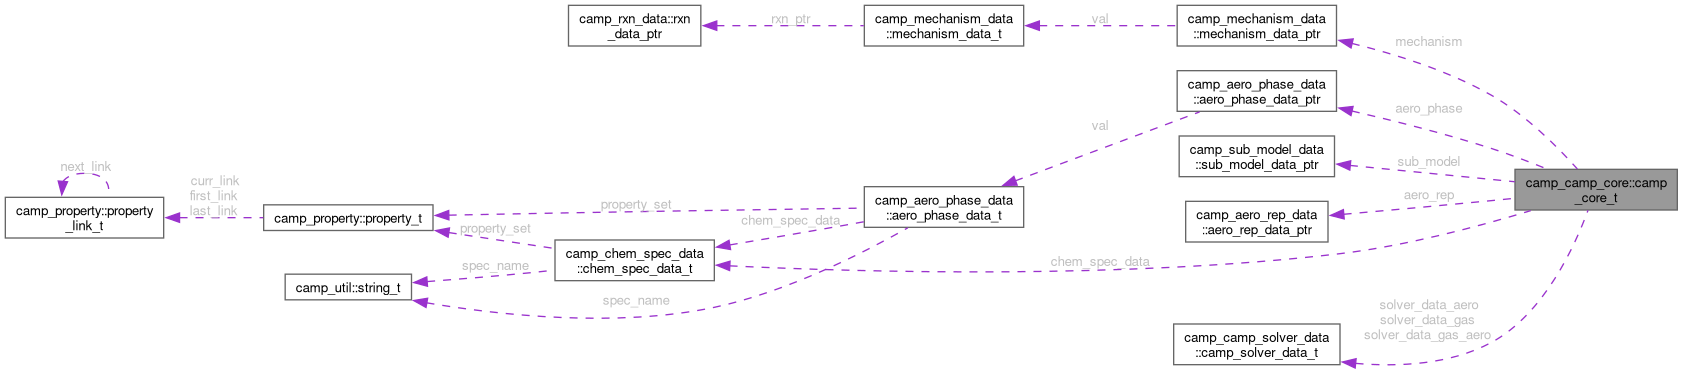 camp_rxn_data::rxn
_data_ptr
rxn_ptr
camp_mechanism_data
::mechanism_data_t
val
camp_mechanism_data
::mechanism_data_ptr
mechanism
camp_aero_phase_data
::aero_phase_data_ptr
aero_phase
val
camp_sub_model_data
::sub_model_data_ptr
sub_model
camp_camp_core::camp
_core_t
next_link
camp_property::property
_link_t
curr_link
first_link
last_link
camp_property::property_t
property_set
camp_aero_phase_data
::aero_phase_data_t
chem_spec_data
property_set
camp_aero_rep_data
::aero_rep_data_ptr
aero_rep
camp_chem_spec_data
::chem_spec_data_t
chem_spec_data
spec_name
camp_util::string_t
spec_name
solver_data_aero
solver_data_gas
solver_data_gas_aero
camp_camp_solver_data
::camp_solver_data_t